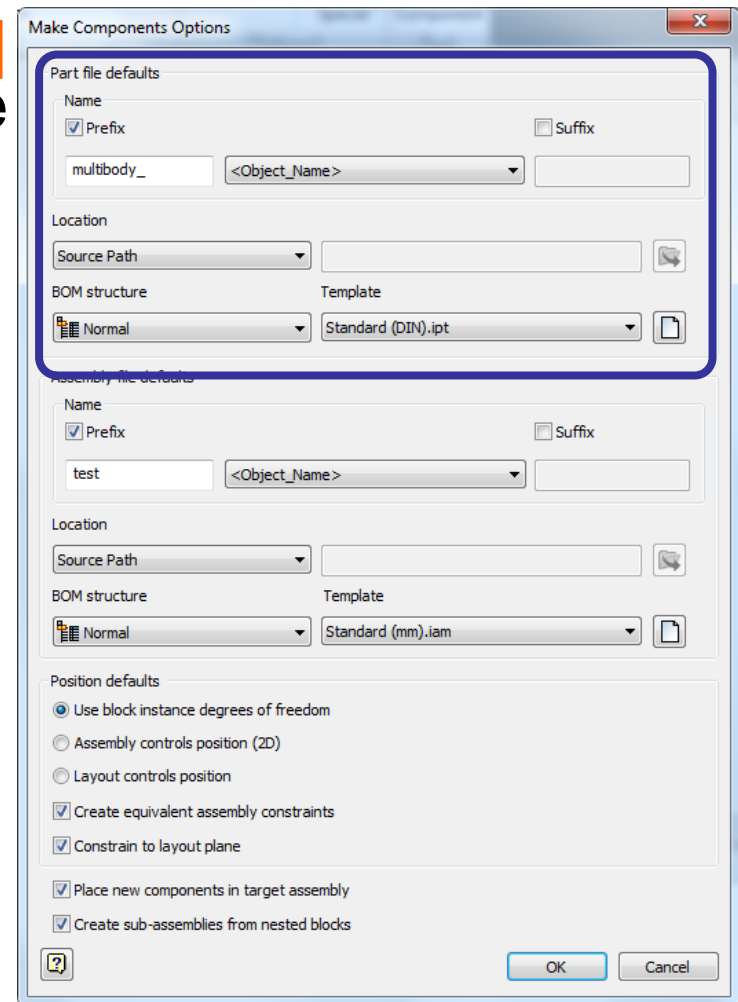 Make Components Options
Part file defaults
Name
Prefix Suffix
multibody_ <Object_Name>
Location
Source Path
BOM structure Template
Normal Standard (DIN).ipt
Assembly file defaults
Name
Prefix Suffix
test <Object_Name>
Location
Source Path
BOM structure Template
Normal Standard (mm).iam
Position defaults
Use block instance degrees of freedom
Assembly controls position (2D)
Layout controls position
Create equivalent assembly constraints
Constrain to layout plane
Place new components in target assembly
Create sub-assemblies from nested blocks
OK Cancel